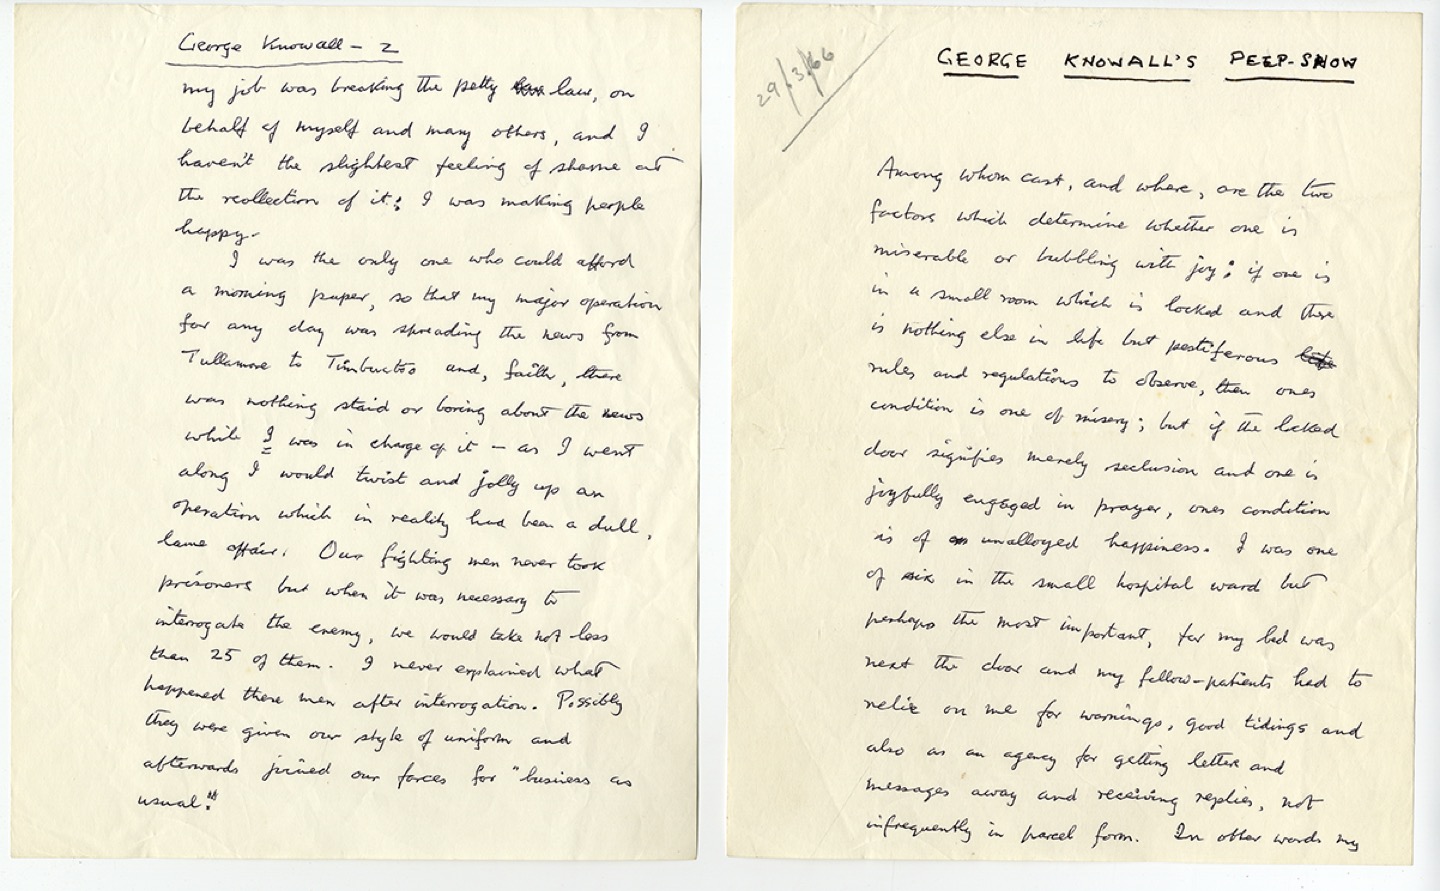 George Knowall - 2
my job was breaking the petty law, on
behalf of myself and many others, and I
haven't the slightest feeling of shame at
the recollection of it; I was making people
happy.
I was the only one who could afford
a morning paper, so that my major operation
for any day was spreading the news from
Tullamore to Timbuctoo and, faith, there
was nothing staid or boring about the news
while I was in charge of it - as I went
along I would twist and jolly up an
operation which in reality had been a dull,
lame affair. Our fighting men never took
prisoners but when it was necessary to
interrogate the enemy, we would take not less
than 25 of them. I never explained what
happened these men after interrogation. Possibly
they were given our style of uniform and
afterwards joined our forces for "business as
usual."
29/3/66
GEORGE KNOWALL'S PEEP-SHOW
Among whom cast, and where, are the two
factors which determine whether one is
miserable or bubbling with joy; if one is
in a small room which is locked and there
is nothing else in life but pestiferous
rules and regulations to observe, then ones
condition is one of misery; but if the locked
door signifies merely seclusion and one is
joyfully engaged in prayer, ones condition
is of unalloyed happiness. I was one
of six in the small hospital ward but
perhaps the most important, for my bed was
next the door and my fellow-patients had to
relie on me for warnings, good tidings and
also as an agency for getting letters and
messages away and receiving replies, not
infrequently in parcel form. In other words my